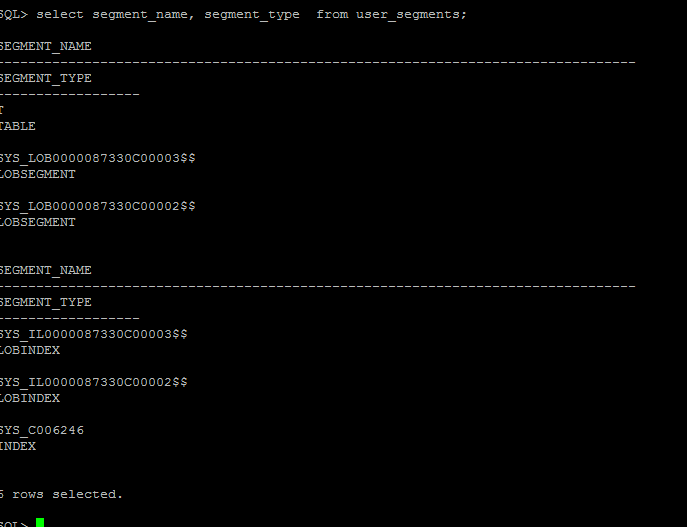 SQL> select segment_name, segment_type  from user_segments;
SEGMENT_NAME
--------------------------------------------------------------------------------
SEGMENT_TYPE
------------------
T
TABLE
SYS_LOB0000087330C00003$$
LOBSEGMENT
SYS_LOB0000087330C00002$$
LOBSEGMENT
SEGMENT_NAME
--------------------------------------------------------------------------------
SEGMENT_TYPE
------------------
SYS_IL0000087330C00003$$
LOBINDEX
SYS_IL0000087330C00002$$
LOBINDEX
SYS_C006246
INDEX
6 rows selected.
SQL>